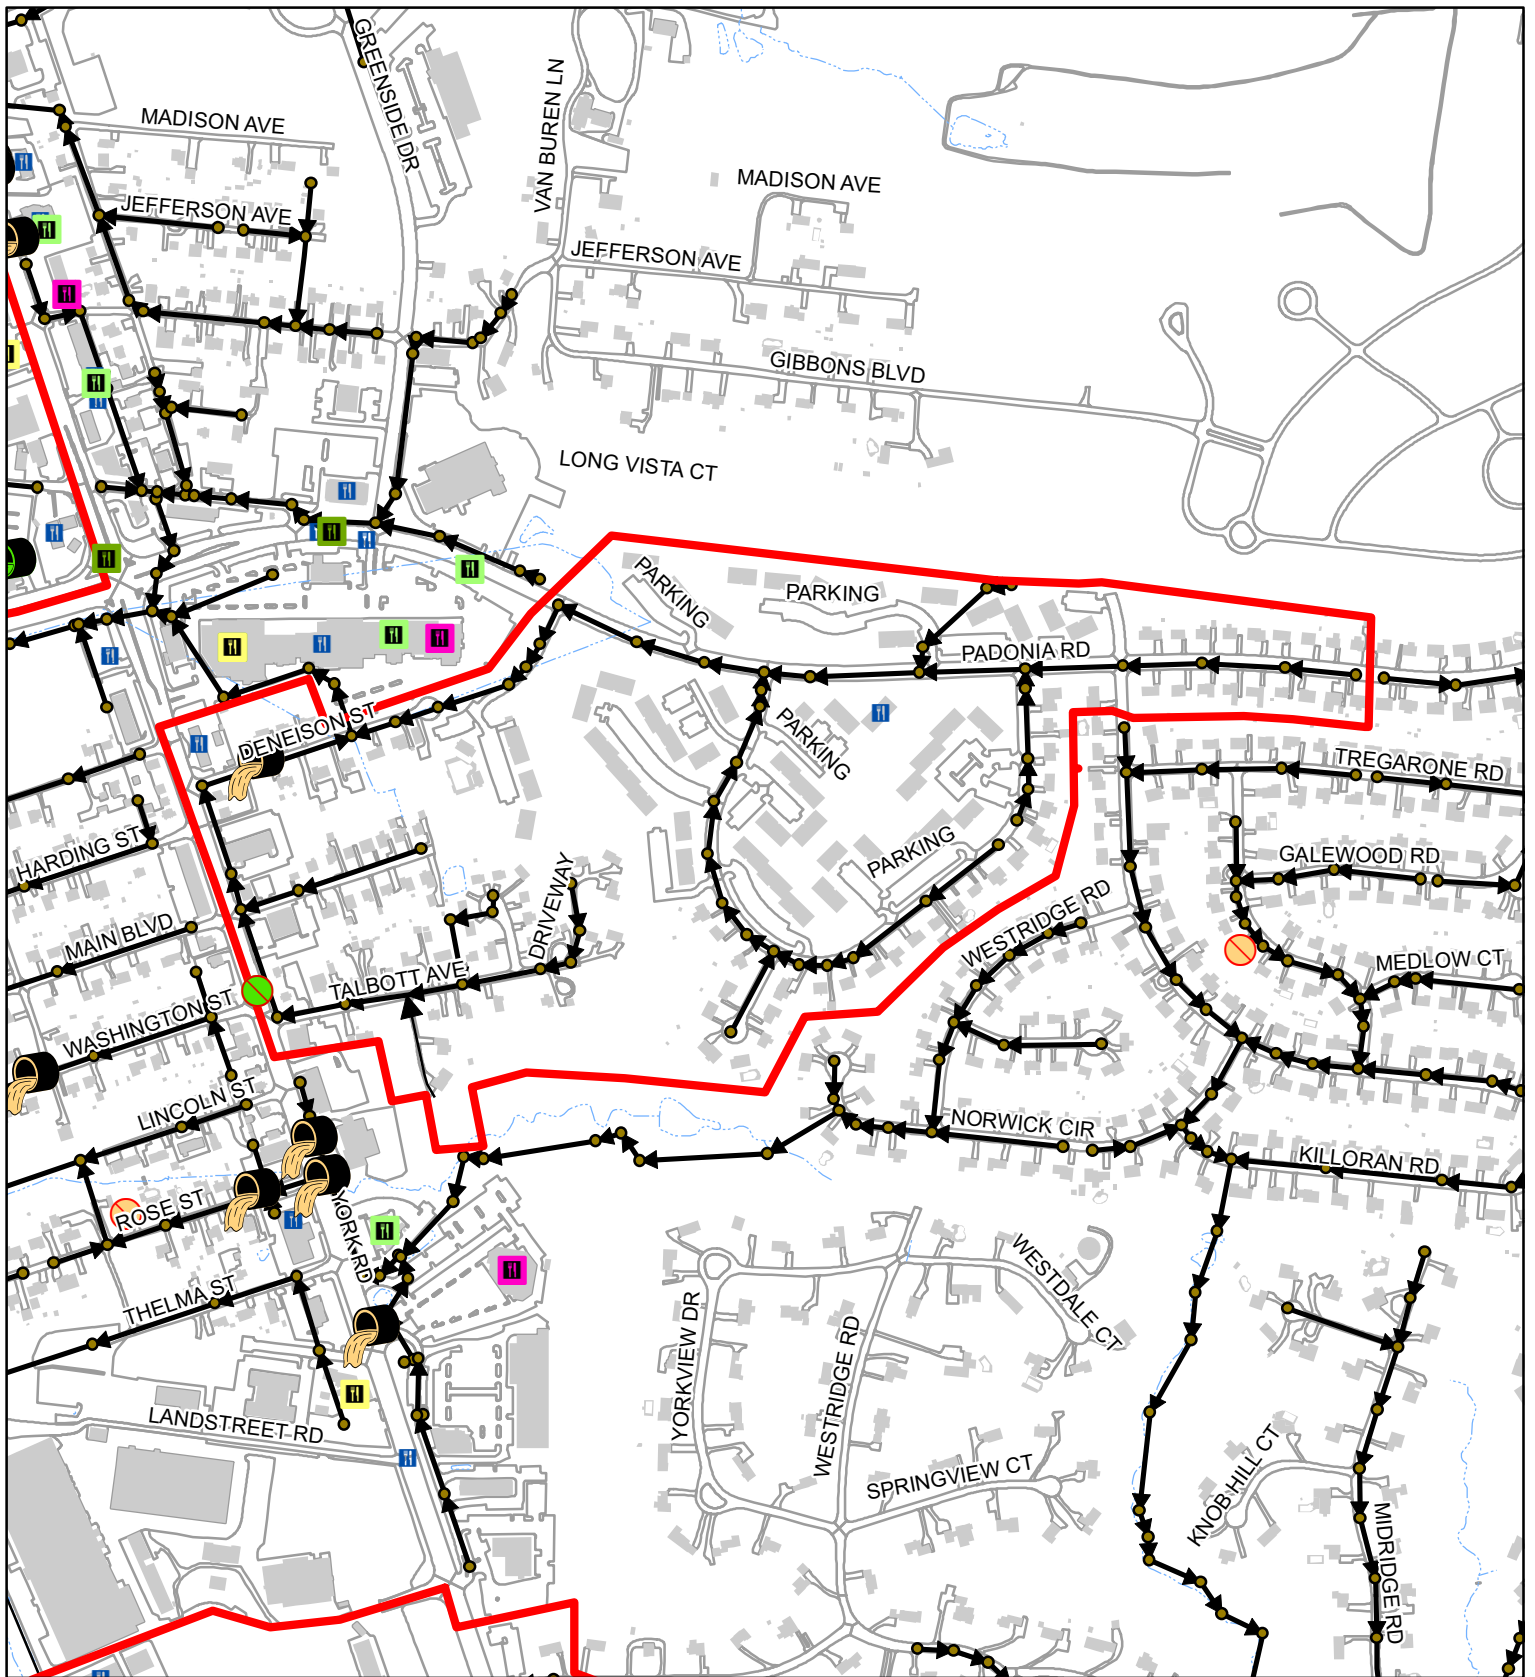 GREENSIDE DR
MADISON AVE
VAN BUREN LN
MADISON AVE
JEFFERSON AVE
JEFFERSON AVE
GIBBONS BLVD
LONG VISTA CT
PARKING
PARKING
PADONIA RD
DENEISON ST
PARKING
TREGARONE RD
HARDING ST
PARKING
GALEWOOD RD
DRIVEWAY
WESTRIDGE RD
MAIN BLVD
MEDLOW CT
TALBOTT AVE
WASHINGTON ST
LINCOLN ST
NORWICK CIR
KILLORAN RD
ROSE ST
YORK RD
THELMA ST
WESTDALE CT
YORKVIEW DR
WESTRIDGE RD
LANDSTREET RD
SPRINGVIEW CT
KNOB HILL CT
MIDRIDGE RD